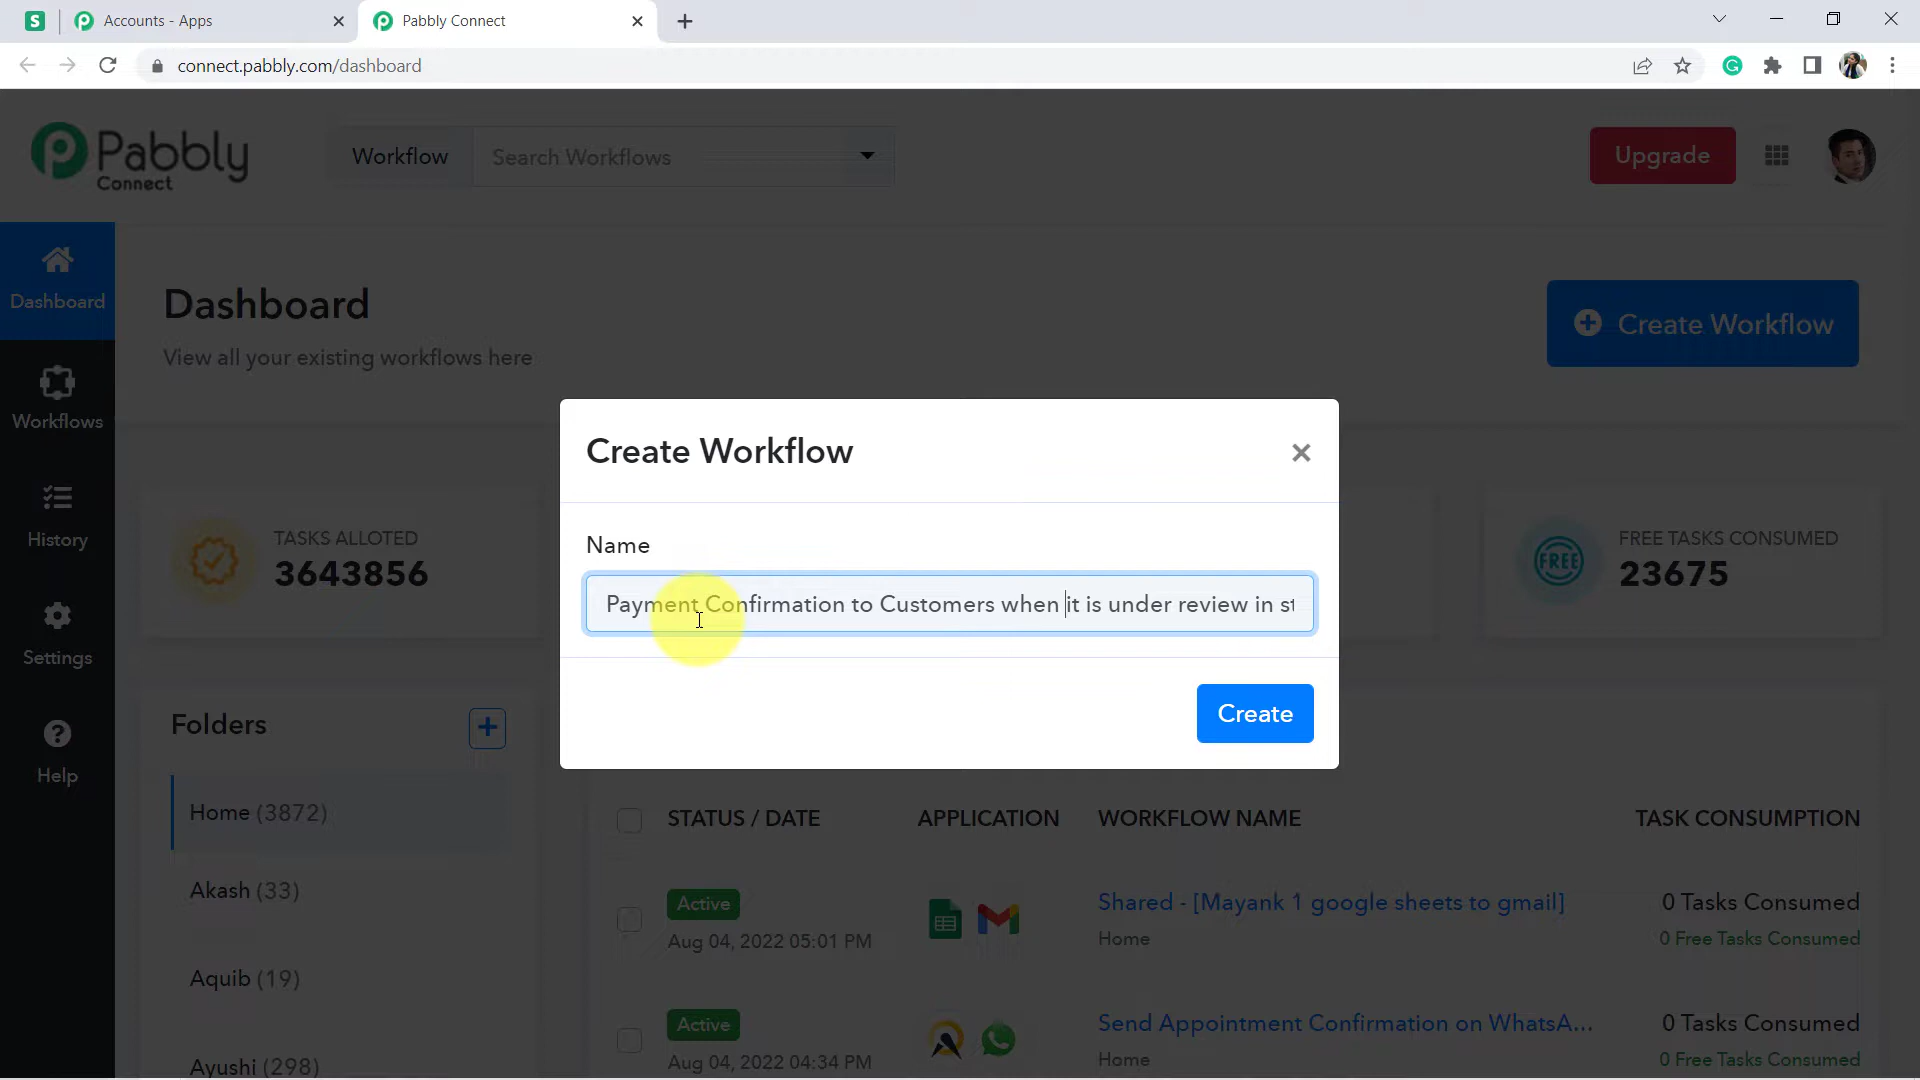 S
Accounts - Apps
Pabbly Connect
connect.pabbly.com/dashboard
Pabbly
Connect
Workflow
Search Workflows
Upgrade
Dashboard
Workflows
History
Settings
Help
Dashboard
View all your existing workflows here
Create Workflow
TASKS ALLOTED
3643856
FREE
FREE TASKS CONSUMED
23675
Create Workflow
Name
Payment Confirmation to Customers when it is under review in st
Create
Folders
Home (3872)
Akash (33)
Aquib (19)
Ayushi (298)
STATUS / DATE APPLICATION WORKFLOW NAME TASK CONSUMPTION
Active
Aug 04, 2022 05:01 PM
Shared - [Mayank 1 google sheets to gmail]
Home
0 Tasks Consumed
0 Free Tasks Consumed
Active
Aug 04, 2022 04:34 PM
Send Appointment Confirmation on WhatsA...
Home
0 Tasks Consumed
0 Free Tasks Consumed